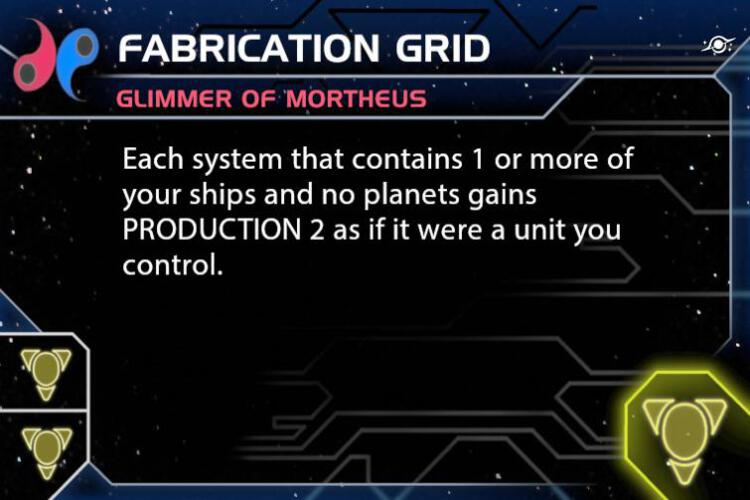 FABRICATION GRID
GLIMMER OF MORTHEUS
Each system that contains 1 or more of
your ships and no planets gains
PRODUCTION 2 as if it were a unit you
control.